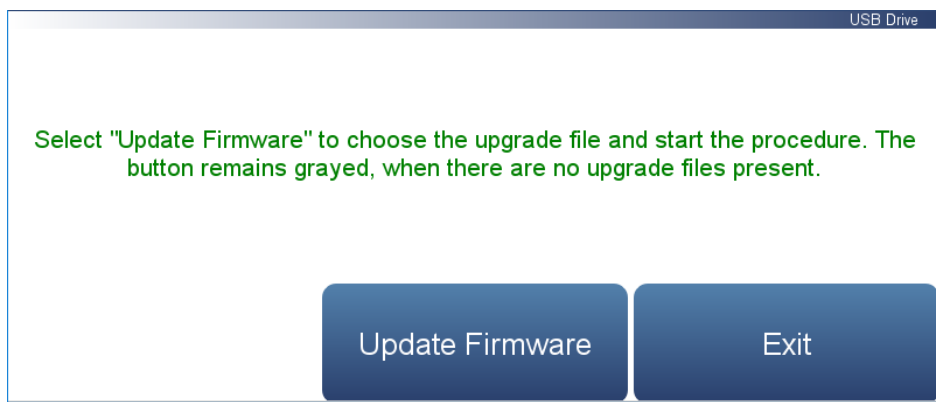 USB Drive
Select "Update Firmware" to choose the upgrade file and start the procedure. The
button remains grayed, when there are no upgrade files present.
Update Firmware
Exit